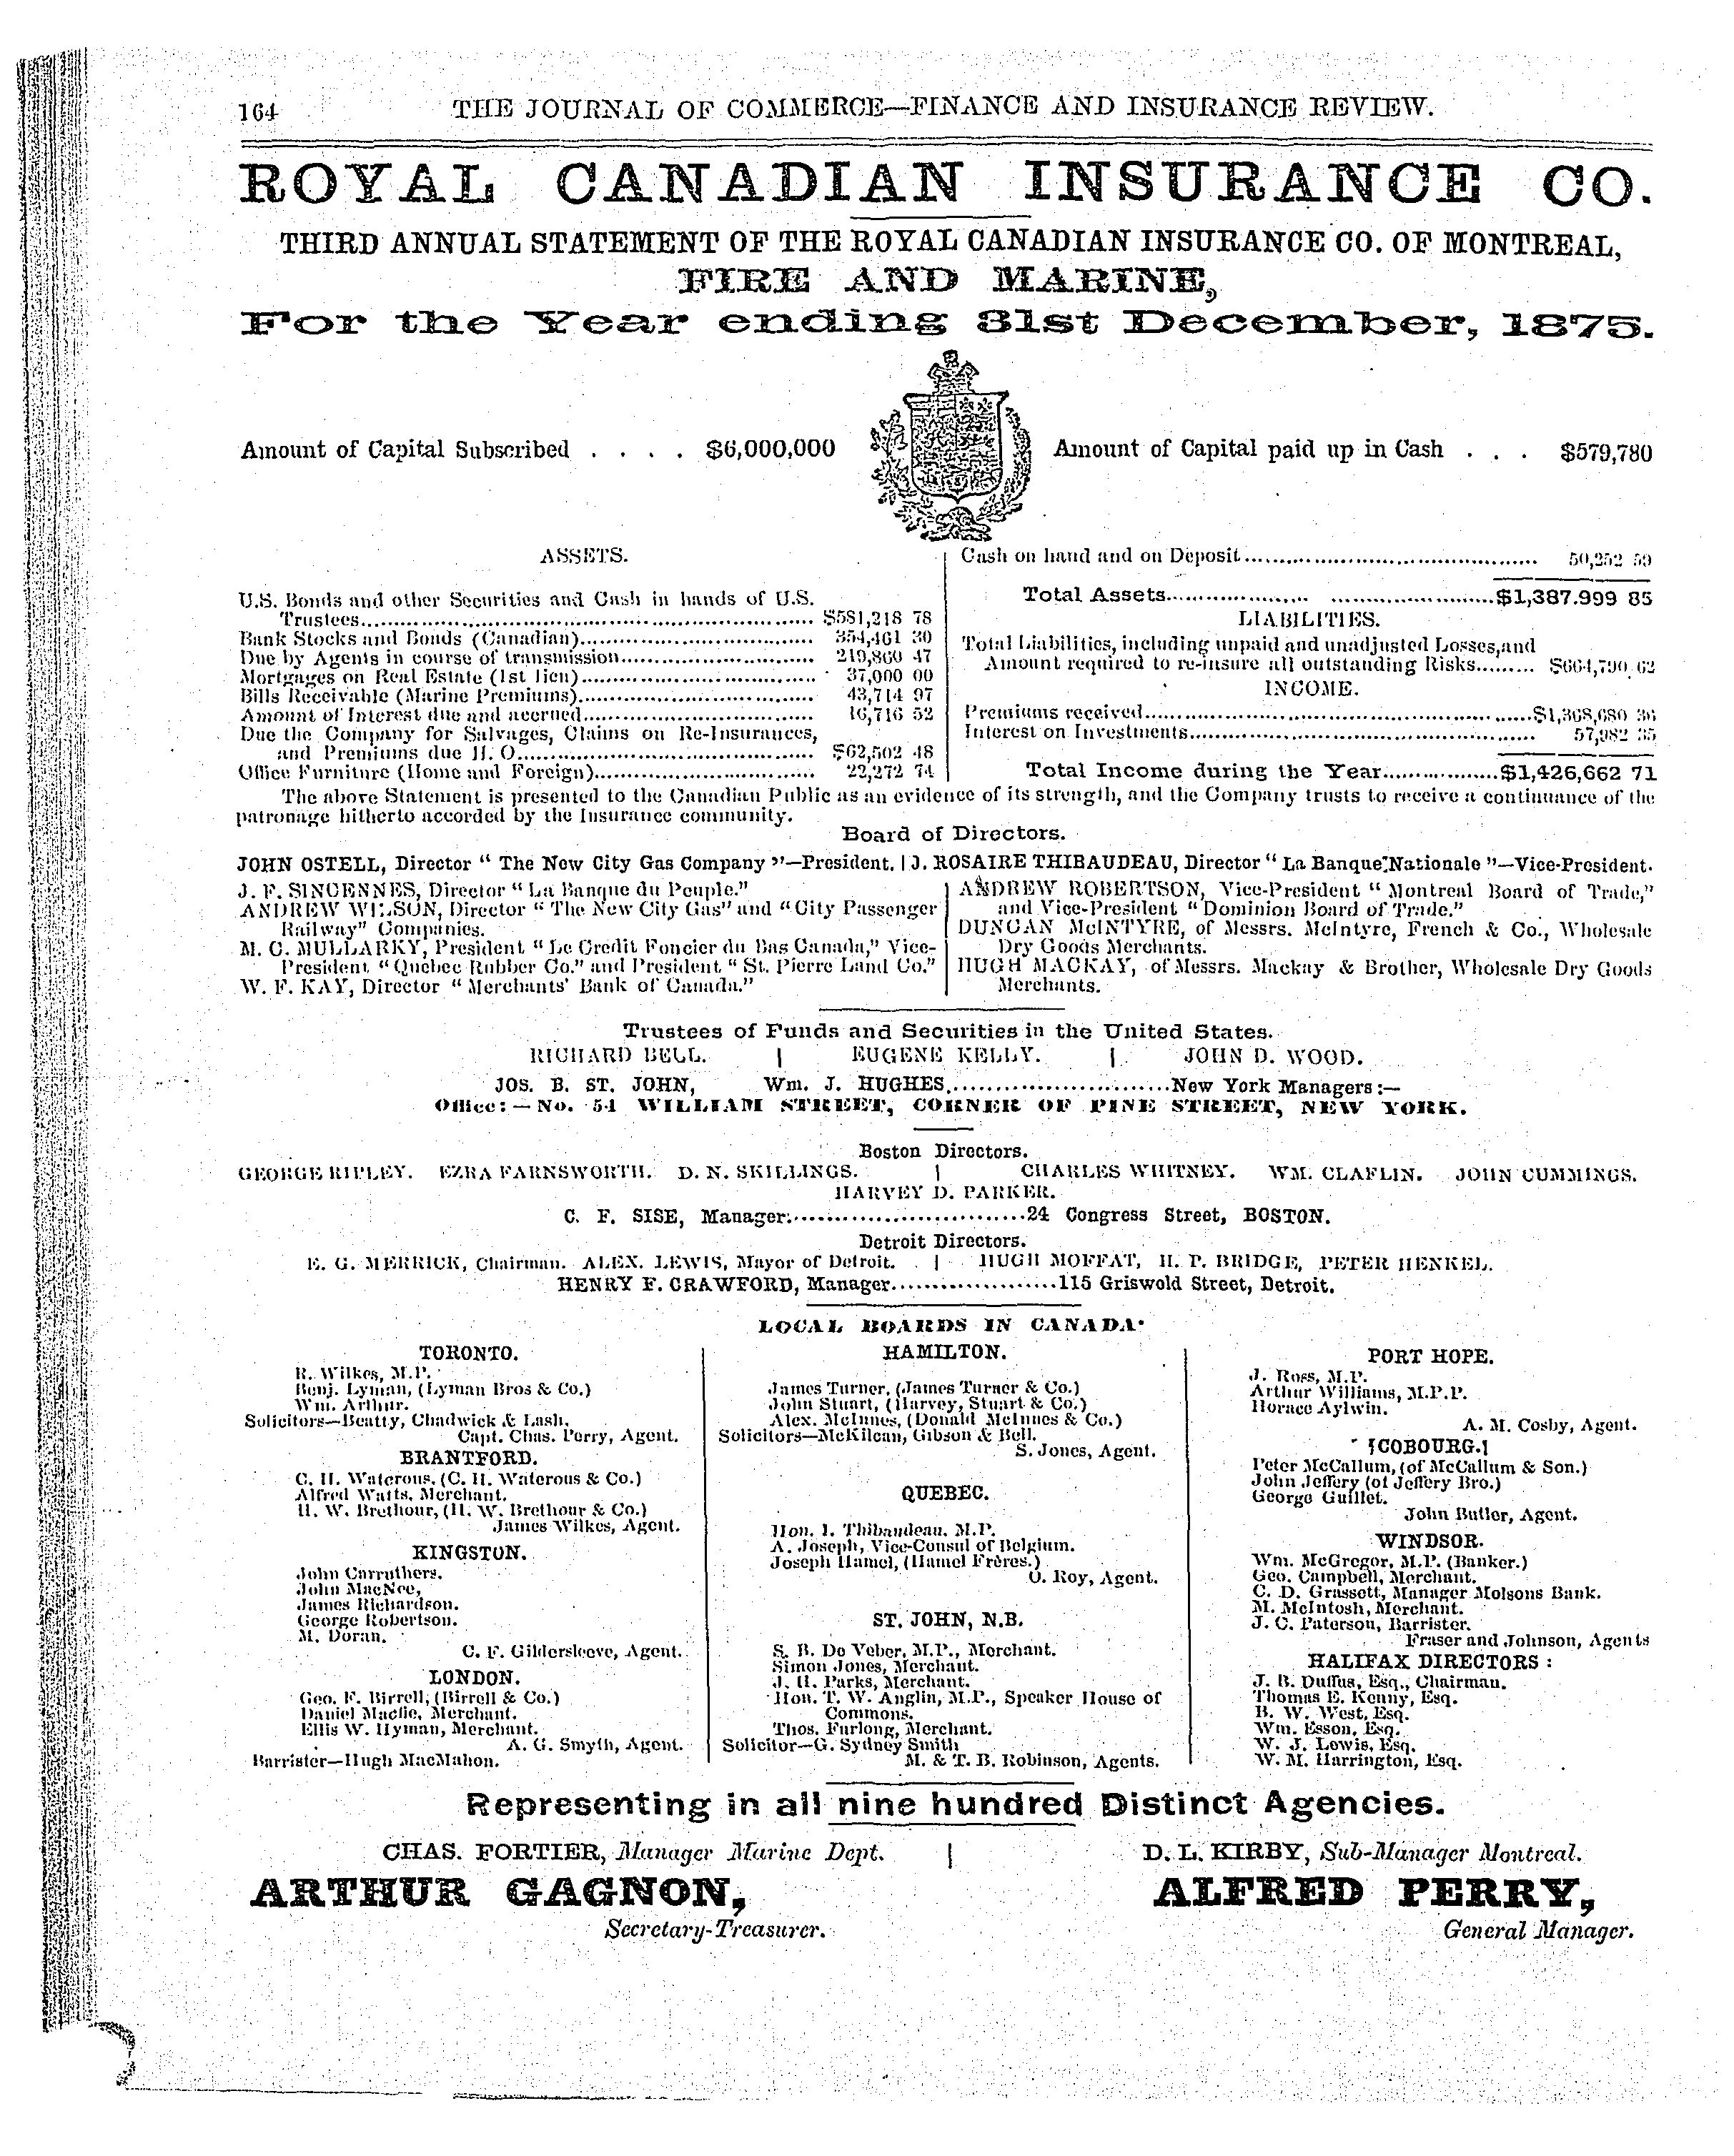 164 THE JOURNAL OF COMMERCE—FINANCE AND INSURANCE REVIEW.
ROYAL CANADIAN INSURANCE CO.
THIRD ANNUAL STATEMENT OF THE ROYAL CANADIAN INSURANCE CO. OF MONTREAL,
FIRE AND MARINE,
For the Year ending 31st December, 1875.
Amount of Capital Subscribed . . . . $6,000,000
Amount of Capital paid up in Cash . . . $579,780
ASSETS.
U.S. Bonds and other Securities and Cash in hands of U.S.
Trustees........ $581,218 78
Bank Stocks and Bonds (Canadian)........ 354,461 30
Due by Agents in course of transmission........ 219,860 47
Mortgages on Real Estate (1st lien)........ 37,000 00
Bills Receivable (Marine Premiums)........ 43,714 97
Amount of Interest due and accrued........ 16,716 52
Due the Company for Salvages, Claims on Re-Insurances,
and Premiums due H. O........ $62,502 48
Office Furniture (Home and Foreign)........ 22,272 74
Cash on hand and on Deposit........ 50,252 59
Total Assets........ $1,387.999 85
LIABILITIES.
Total Liabilities, including unpaid and unadjusted Losses, and
Amount required to re-insure all outstanding Risks........ $664,790 62
INCOME.
Premiums received........ $1,368,680 36
Interest on Investments........ 57,982 35
Total Income during the Year........ $1,426,662 71
The above Statement is presented to the Canadian Public as an evidence of its strength, and the Company trusts to receive a continuance of the
patronage hitherto accorded by the Insurance community.
Board of Directors.
JOHN OSTELL, Director "The New City Gas Company"—President. | J. ROSAIRE THIBAUDEAU, Director "La Banque Nationale"—Vice-President.
J. F. SINCENNES, Director "La Banque du Peuple."
ANDREW WILSON, Director "The New City Gas" and "City Passenger
Railway" Companies.
M. C. MULLARKY, President "Le Credit Foncier du Bas Canada," Vice-
President "Quebec Rubber Co." and President "St. Pierre Land Co."
W. F. KAY, Director "Merchants' Bank of Canada."
ANDREW ROBERTSON, Vice-President "Montreal Board of Trade,"
and Vice-President "Dominion Board of Trade."
DUNCAN McINTYRE, of Messrs. McIntyre, French & Co., Wholesale
Dry Goods Merchants.
HUGH MACKAY, of Messrs. Mackay & Brother, Wholesale Dry Goods
Merchants.
Trustees of Funds and Securities in the United States.
RICHARD BELL. | EUGENE KELLY. | JOHN D. WOOD.
JOS. B. ST. JOHN, Wm. J. HUGHES........ New York Managers:—
Office:—No. 54 WILLIAM STREET, CORNER OF PINE STREET, NEW YORK.
Boston Directors.
GEORGE RIPLEY. EZRA FARNSWORTH. D. N. SKILLINGS. | CHARLES WHITNEY. WM. CLAFLIN. JOHN CUMMINGS.
HARVEY D. PARKER.
C. F. SISE, Manager........ 24 Congress Street, BOSTON.
Detroit Directors.
E. G. MERRICK, Chairman. ALEX. LEWIS, Mayor of Detroit. | HUGH MOFFAT, H. P. BRIDGE, PETER HENKEL.
HENRY F. CRAWFORD, Manager........ 115 Griswold Street, Detroit.
LOCAL BOARDS IN CANADA.
TORONTO.
R. Wilkes, M.P.
Benj. Lyman, (Lyman Bros & Co.)
Wm. Arthur.
Solicitors—Beatty, Chadwick & Lash.
Capt. Chas. Perry, Agent.
BRANTFORD.
C. H. Waterous. (C. H. Waterous & Co.)
Alfred Watts, Merchant.
H. W. Brethour, (H. W. Brethour & Co.)
James Wilkes, Agent.
KINGSTON.
John Carruthers.
John MacNee,
James Richardson.
George Robertson.
M. Doran.
C. F. Gildersleeve, Agent.
LONDON.
Geo. F. Birrell, (Birrell & Co.)
Daniel Macfie, Merchant.
Ellis W. Hyman, Merchant.
A. G. Smyth, Agent.
Barrister—Hugh MacMahon.
HAMILTON.
James Turner, (James Turner & Co.)
John Stuart, (Harvey, Stuart & Co.)
Alex. McInnes, (Donald McInnes & Co.)
Solicitors—McKilcan, Gibson & Bell.
S. Jones, Agent.
QUEBEC.
Hon. I. Thibaudeau. M.P.
A. Joseph, Vice-Consul of Belgium.
Joseph Hamel, (Hamel Frères.)
O. Roy, Agent.
ST. JOHN, N.B.
S. B. De Veber, M.P., Merchant.
Simon Jones, Merchant.
J. H. Parks, Merchant.
Hon. T. W. Anglin, M.P., Speaker House of
Commons.
Thos. Furlong, Merchant.
Solicitor—G. Sydney Smith
M. & T. B. Robinson, Agents.
PORT HOPE.
J. Ross, M.P.
Arthur Williams, M.P.P.
Horace Aylwin.
A. M. Cosby, Agent.
COBOURG.
Peter McCallum, (of McCallum & Son.)
John Jeffery (of Jeffery Bro.)
George Guillet.
John Butler, Agent.
WINDSOR.
Wm. McGregor, M.P. (Banker.)
Geo. Campbell, Merchant.
C. D. Grassett, Manager Molsons Bank.
M. McIntosh, Merchant.
J. C. Paterson, Barrister.
Fraser and Johnson, Agents
HALIFAX DIRECTORS:
J. B. Duffus, Esq., Chairman.
Thomas E. Kenny, Esq.
B. W. West, Esq.
Wm. Esson, Esq.
W. J. Lewis, Esq.
W. M. Harrington, Esq.
Representing in all nine hundred Distinct Agencies.
CHAS. FORTIER, Manager Marine Dept. | D. L. KIRBY, Sub-Manager Montreal.
ARTHUR GAGNON,
Secretary-Treasurer.
ALFRED PERRY,
General Manager.